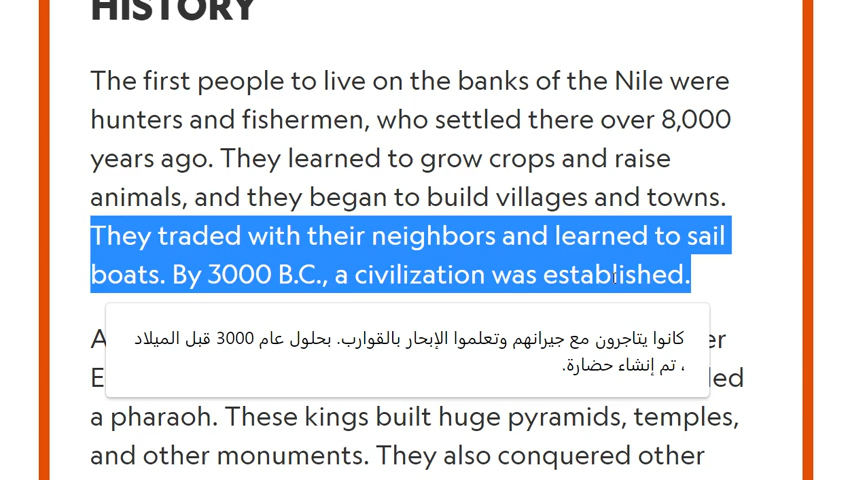 HISTORY
The first people to live on the banks of the Nile were
hunters and fishermen, who settled there over 8,000
years ago. They learned to grow crops and raise
animals, and they began to build villages and towns.
They traded with their neighbors and learned to sail
boats. By 3000 B.C., a civilization was established.
كانوا يتاجرون مع جيرانهم وتعلموا الإبحار بالقوارب. بحلول عام 3000 قبل الميلاد
، تم إنشاء حضارة.
a pharaoh. These kings built huge pyramids, temples,
and other monuments. They also conquered other